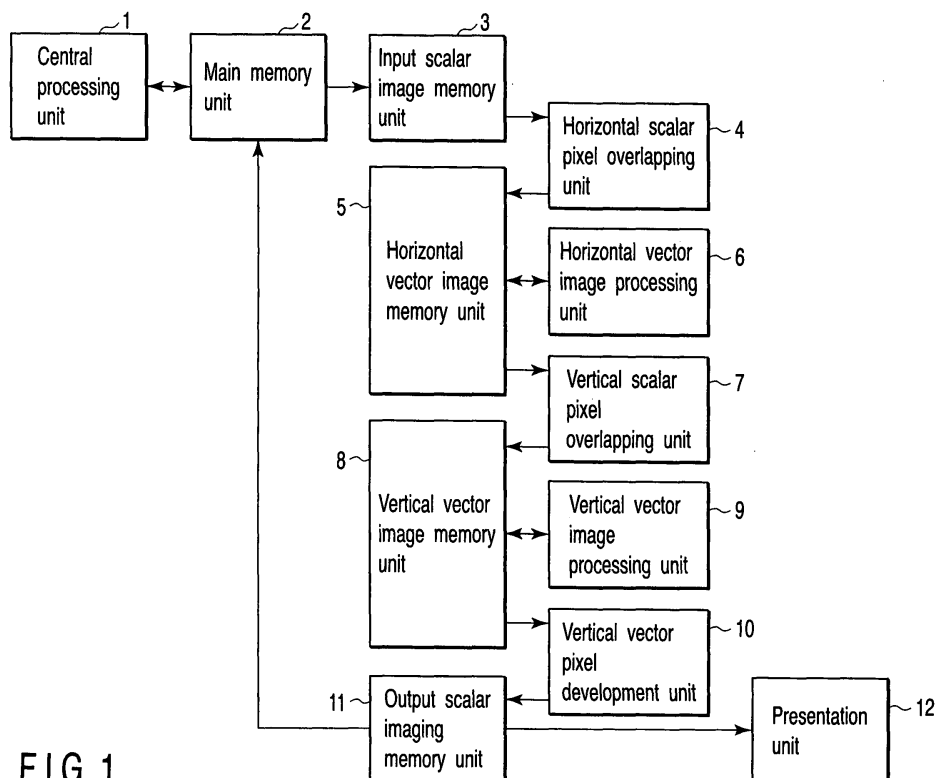 1
Central
processing
unit
2
Main memory
unit
3
Input scalar
image memory
unit
4
Horizontal scalar
pixel overlapping
unit
5
Horizontal
vector image
memory unit
6
Horizontal vector
image processing
unit
7
Vertical scalar
pixel
overlapping unit
8
Vertical vector
image memory
unit
9
Vertical vector
image
processing unit
10
Vertical vector
pixel
development unit
11
Output scalar
imaging
memory unit
12
Presentation
unit
FIG.1